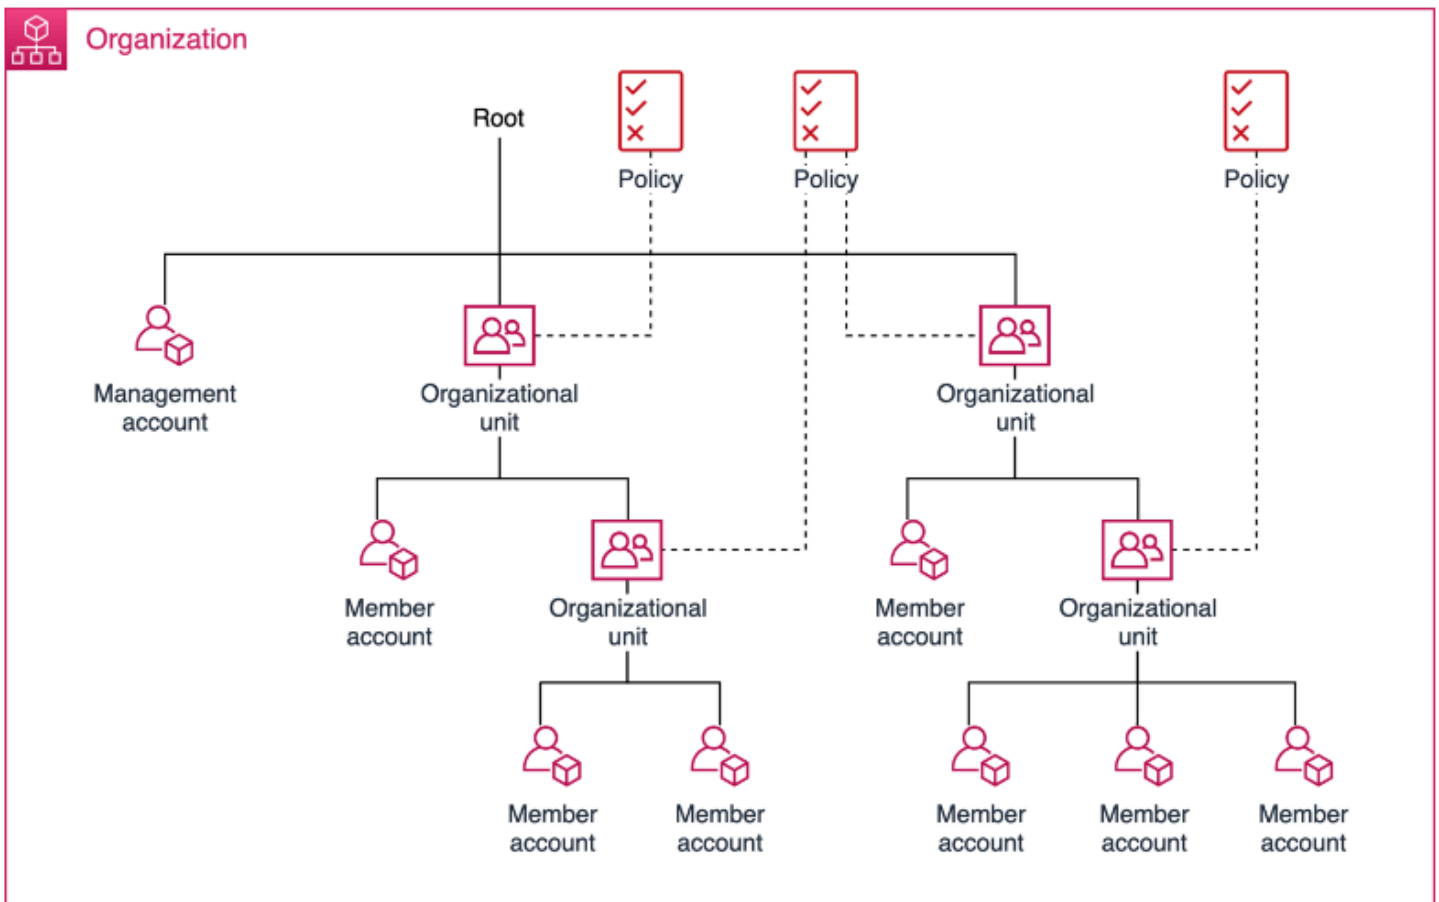 Organization
Root
Policy
Policy
Policy
Management
account
Organizational
unit
Organizational
unit
Member
account
Organizational
unit
Member
account
Organizational
unit
Member
account
Member
account
Member
account
Member
account
Member
account